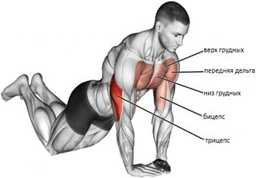 верх грудных
передняя дельта
низ грудных
бицепс
трицепс